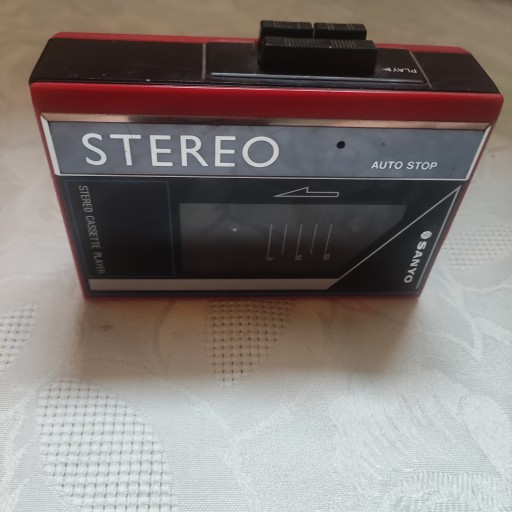 PLAY
STEREO
AUTO STOP
STEREO CASSETTE PLAYER
SANYO